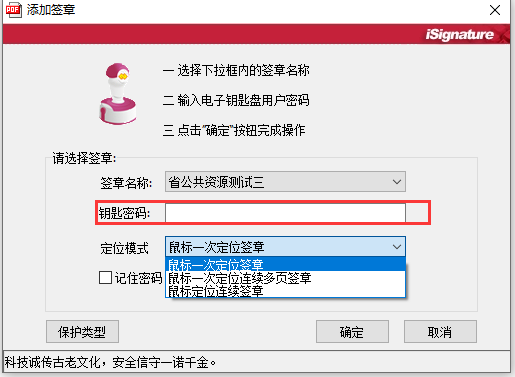 PDF 添加签章
iSignature
一 选择下拉框内的签章名称
二 输入电子钥匙盘用户密码
三 点击"确定"按钮完成操作
请选择签章:
签章名称: 省公共资源测试三
钥匙密码:
定位模式 鼠标一次定位签章
鼠标一次定位签章
鼠标一次定位连续多页签章
记住密码 鼠标定位连续签章
保护类型 确定 取消
科技诚传古老文化，安全信守一诺千金。